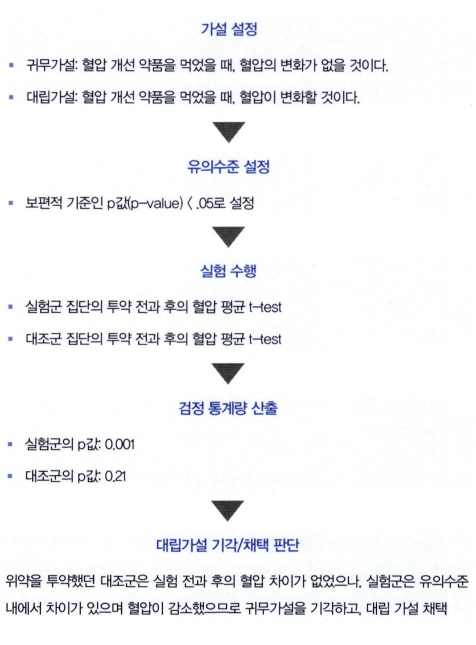 가설 설정
▪ 귀무가설: 혈압 개선 약품을 먹었을 때, 혈압의 변화가 없을 것이다.
▪ 대립가설: 혈압 개선 약품을 먹었을 때, 혈압이 변화할 것이다.
유의수준 설정
▪ 보편적 기준인 p값(p-value) < .05로 설정
실험 수행
▪ 실험군 집단의 투약 전과 후의 혈압 평균 t-test
▪ 대조군 집단의 투약 전과 후의 혈압 평균 t-test
검정 통계량 산출
▪ 실험군의 p값: 0.001
▪ 대조군의 p값: 0.21
대립가설 기각/채택 판단
위약을 투약했던 대조군은 실험 전과 후의 혈압 차이가 없었으나, 실험군은 유의수준
내에서 차이가 있으며 혈압이 감소했으므로 귀무가설을 기각하고, 대립 가설 채택